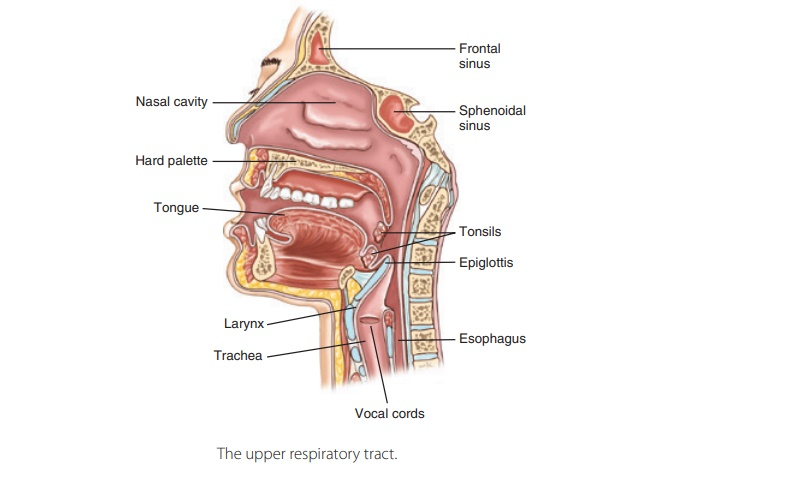 Frontal
sinus
Nasal cavity
Sphenoidal
sinus
Hard palette
Tongue
Tonsils
Epiglottis
Larynx
Esophagus
Trachea
Vocal cords
The upper respiratory tract.